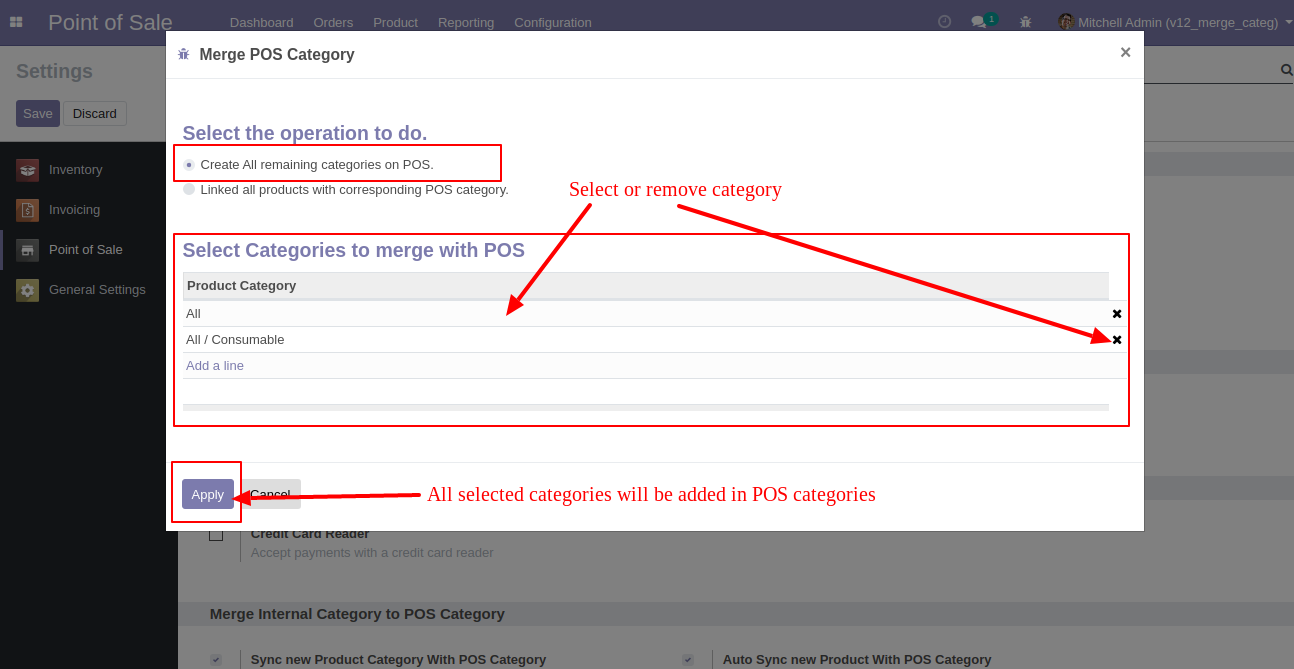 Point of Sale
Dashboard Orders Product Reporting Configuration
1
Mitchell Admin (v12_merge_categ)
Settings
Save Discard
Inventory
Invoicing
Point of Sale
General Settings
Merge POS Category
×
Select the operation to do.
Create All remaining categories on POS.
Linked all products with corresponding POS category.
Select or remove category
Select Categories to merge with POS
Product Category
All
All / Consumable
Add a line
Apply
Cancel
All selected categories will be added in POS categories
Credit Card Reader
Accept payments with a credit card reader
Merge Internal Category to POS Category
Sync new Product Category With POS Category
Auto Sync new Product With POS Category